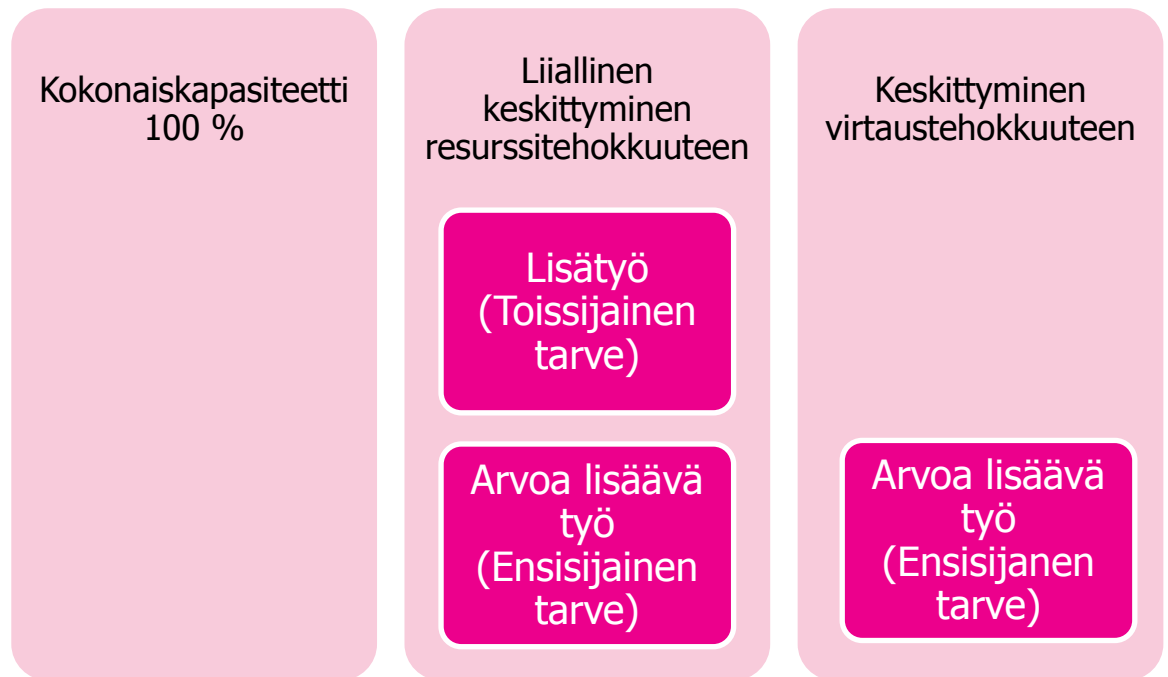 Kokonaiskapasiteetti
100 %
Liiallinen
keskittyminen
resurssitehokkuuteen
Lisätyö
(Toissijainen
tarve)
Arvoa lisäävä
työ
(Ensisijainen
tarve)
Keskittyminen
virtaustehokkuuteen
Arvoa lisäävä
työ
(Ensisijanen
tarve)